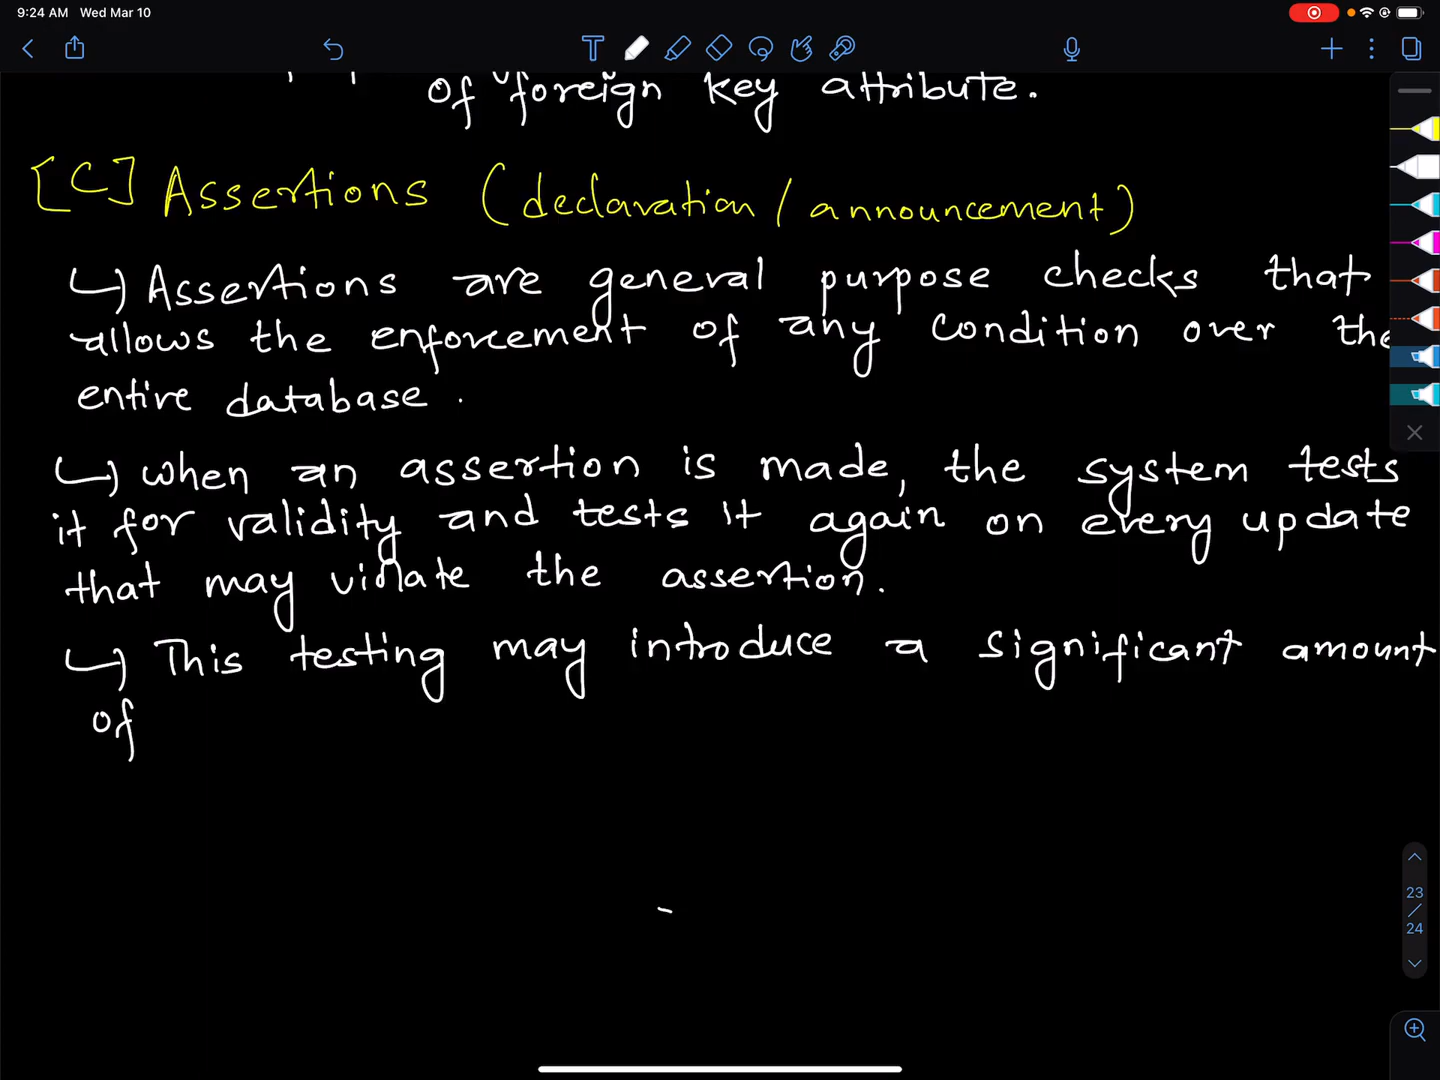 9:24 AM Wed Mar 10
of foreign key attribute.
[C] Assertions (declaration / announcement)
↪ Assertions are general purpose checks that
allows the enforcement of any condition over the
entire database.
↪ when an assertion is made, the system tests
it for validity and tests it again on every update
that may violate the assertion.
↪ This testing may introduce a significant amount
of
23
/
24